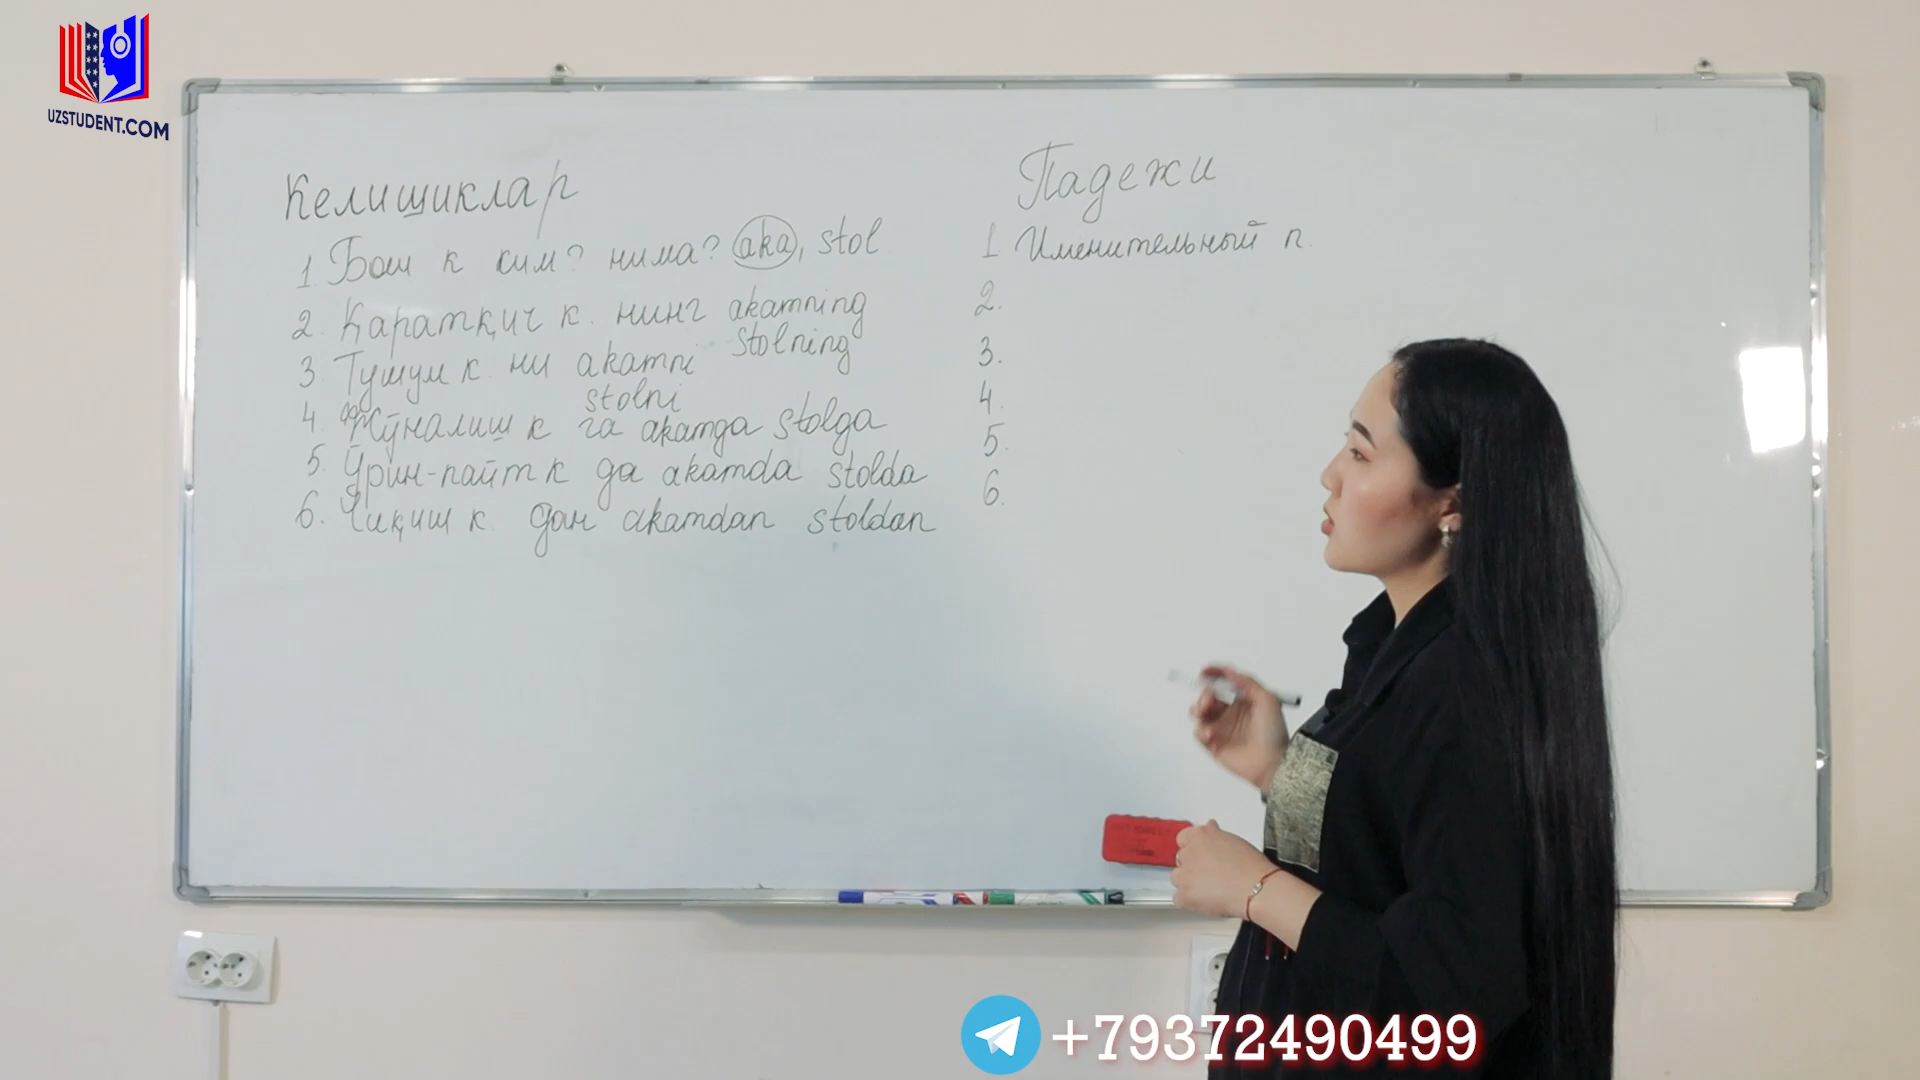 UZSTUDENT.COM
Келишиклар
1. Бош к ким? нима? aka, stol
2. Қаратқич к. нинг akamning
stolning
3. Тушум к. ни akamni
stolni
4. Жўналиш к га akamga stolga
5. Ўрин-пайт к да akamda stolda
6. Чиқиш к. дан akamdan stoldan
Падежи
1 Именительный п.
2.
3.
4.
5.
6.
+79372490499